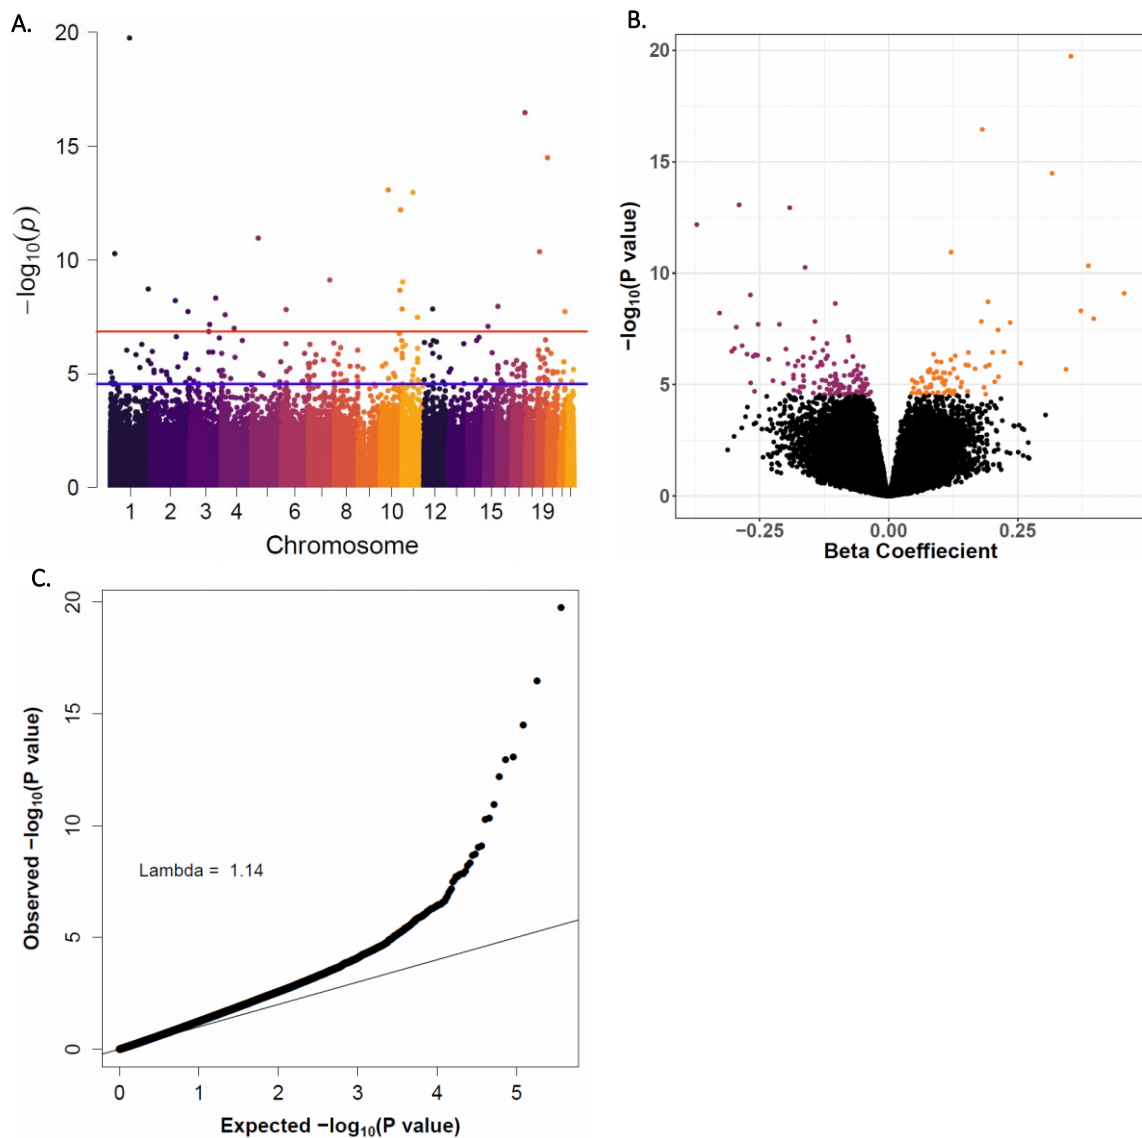 A.
20
15
10
5
0
−log10(p)
1 2 3 4 6 8 10 12 15 19
Chromosome
B.
20
15
10
5
0
−log10(P value)
−0.25 0.00 0.25
Beta Coeffiecient
C.
20
15
10
5
0
Observed −log10(P value)
Lambda = 1.14
0 1 2 3 4 5
Expected −log10(P value)